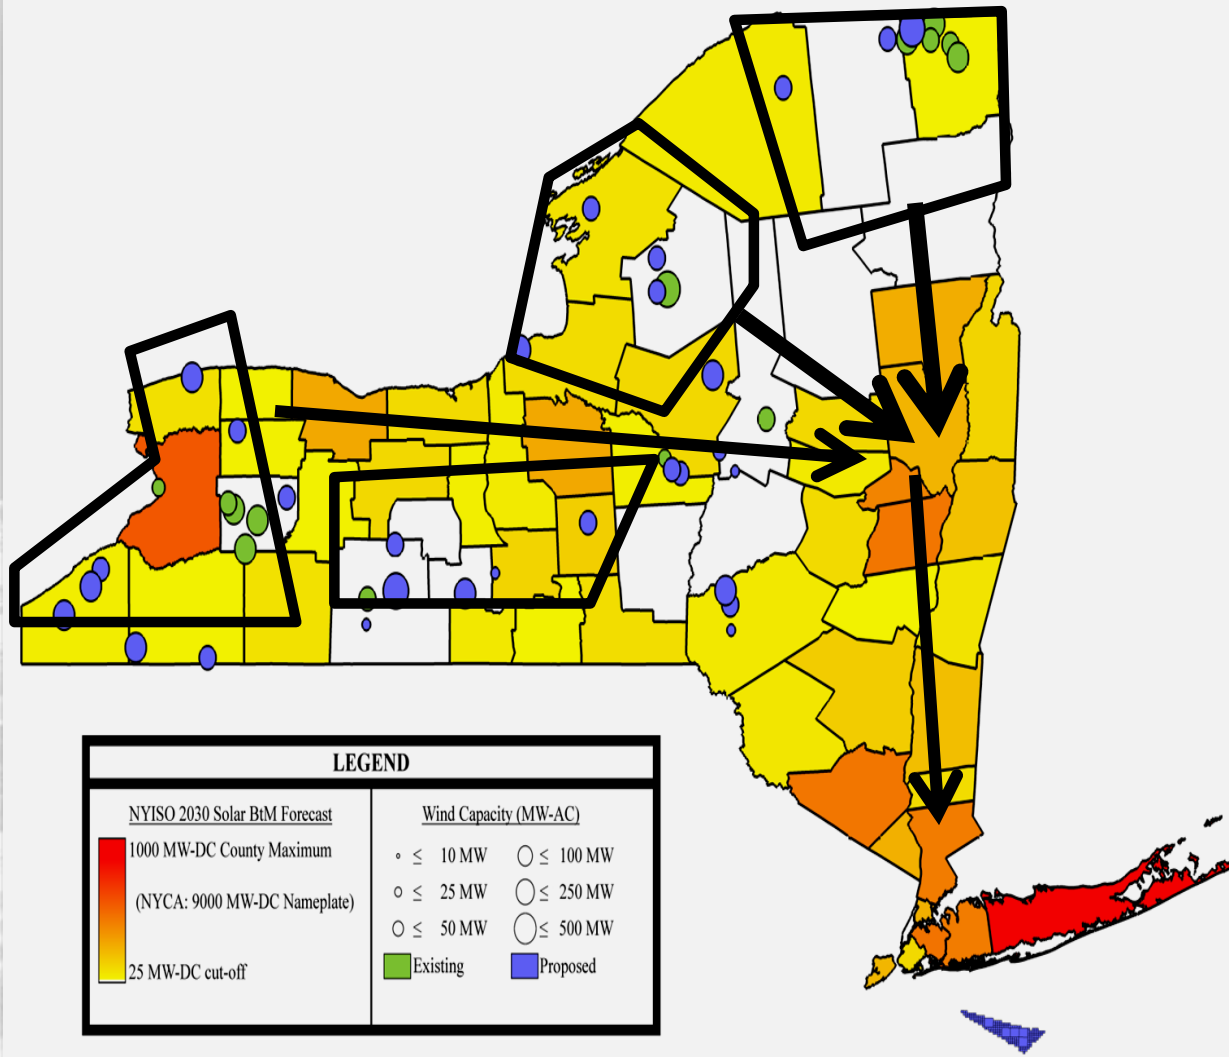 LEGEND
NYISO 2030 Solar BtM Forecast
1000 MW-DC County Maximum
(NYCA: 9000 MW-DC Nameplate)
25 MW-DC cut-off
Wind Capacity (MW-AC)
≤ 10 MW ≤ 100 MW
≤ 25 MW ≤ 250 MW
≤ 50 MW ≤ 500 MW
Existing Proposed